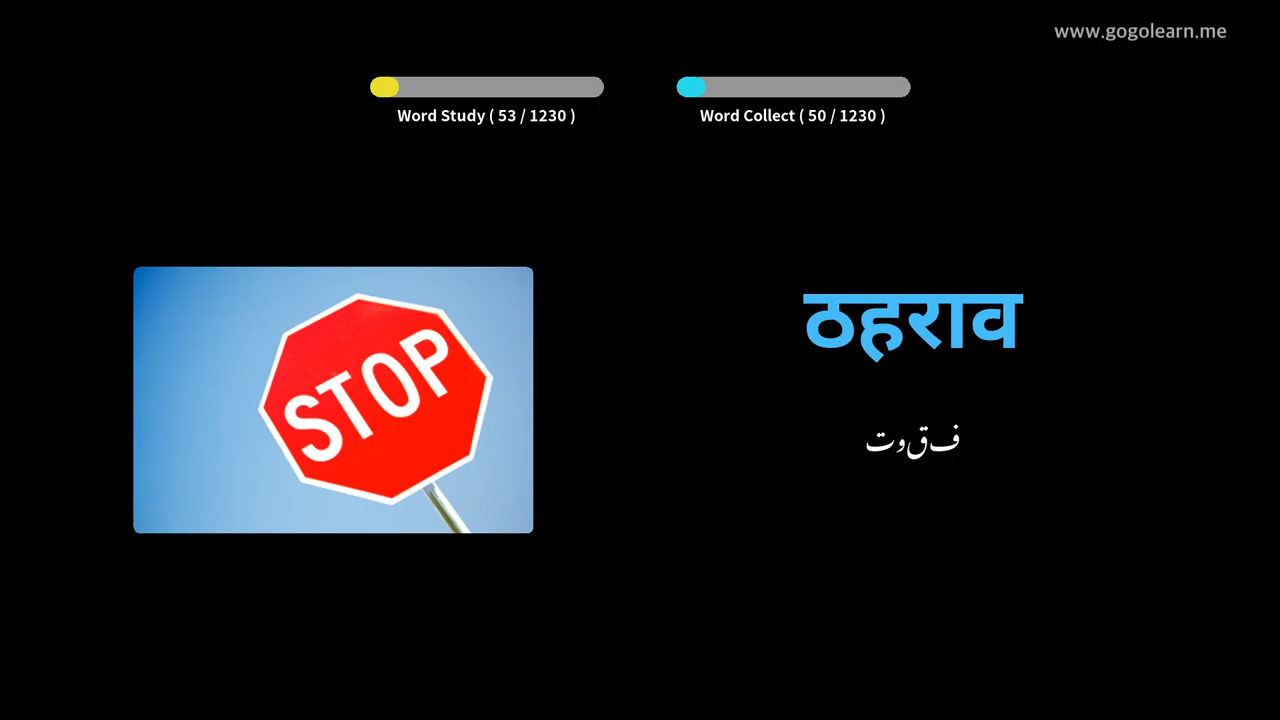 www.gogolearn.me
Word Study ( 53 / 1230 )
Word Collect ( 50 / 1230 )
STOP
ठहराव
فقوت